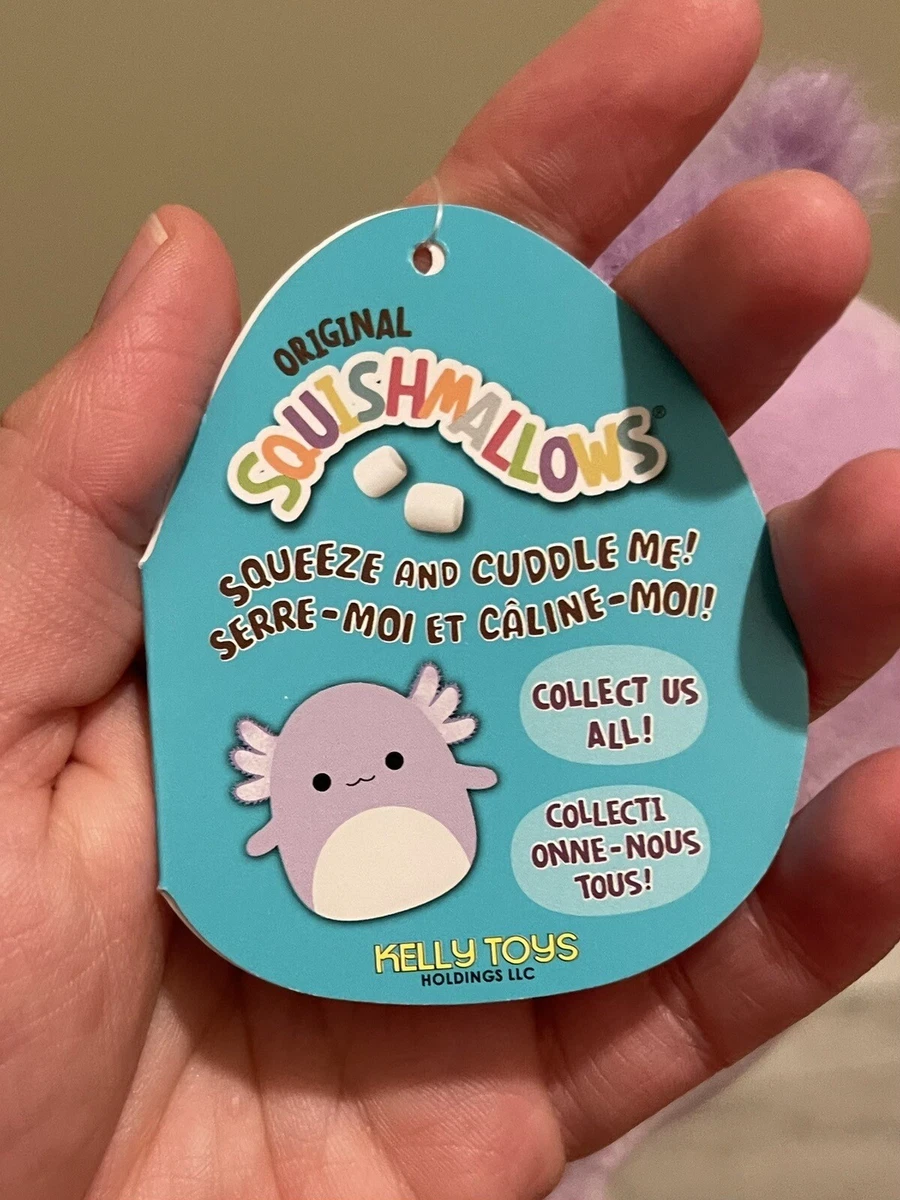 ORIGINAL
SQUISHMALLOWS®
SQUEEZE AND CUDDLE ME!
SERRE-MOI ET CÂLINE-MOI!
COLLECT US
ALL!
COLLECTI
ONNE-NOUS
TOUS!
KELLY TOYS
HOLDINGS LLC